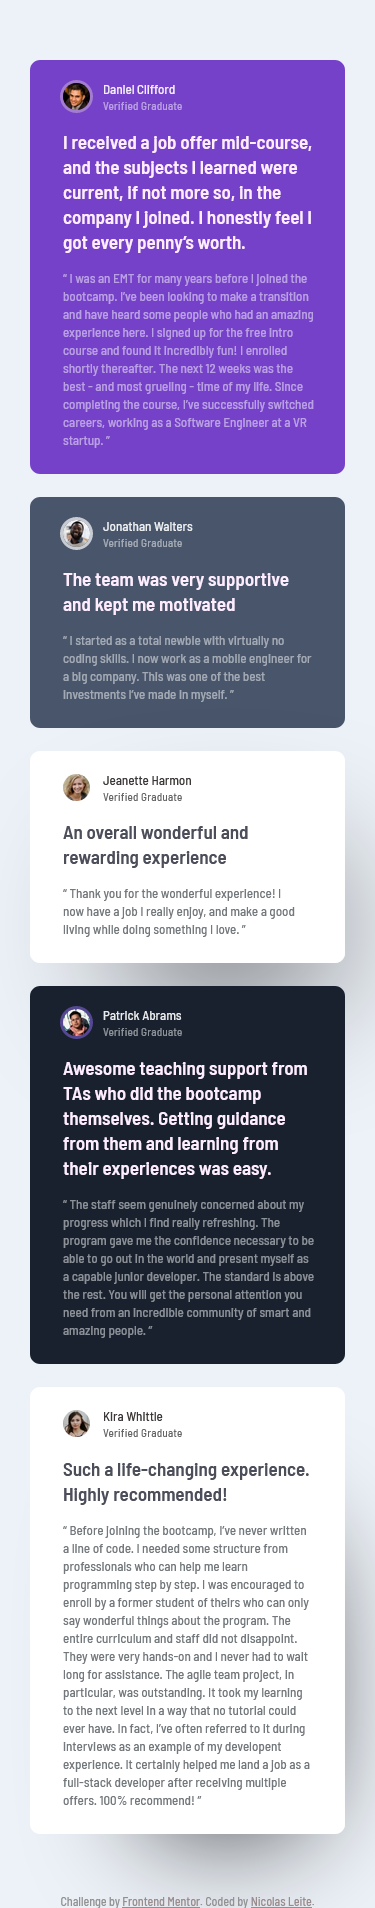 Daniel Clifford
Verified Graduate
I received a job offer mid-course,
and the subjects I learned were
current, if not more so, in the
company I joined. I honestly feel I
got every penny’s worth.
“ I was an EMT for many years before I joined the
bootcamp. I’ve been looking to make a transition
and have heard some people who had an amazing
experience here. I signed up for the free intro
course and found it incredibly fun! I enrolled
shortly thereafter. The next 12 weeks was the
best - and most grueling - time of my life. Since
completing the course, I’ve successfully switched
careers, working as a Software Engineer at a VR
startup. ”
Jonathan Walters
Verified Graduate
The team was very supportive
and kept me motivated
“ I started as a total newbie with virtually no
coding skills. I now work as a mobile engineer for
a big company. This was one of the best
investments I’ve made in myself. ”
Jeanette Harmon
Verified Graduate
An overall wonderful and
rewarding experience
“ Thank you for the wonderful experience! I
now have a job I really enjoy, and make a good
living while doing something I love. ”
Patrick Abrams
Verified Graduate
Awesome teaching support from
TAs who did the bootcamp
themselves. Getting guidance
from them and learning from
their experiences was easy.
“ The staff seem genuinely concerned about my
progress which I find really refreshing. The
program gave me the confidence necessary to be
able to go out in the world and present myself as
a capable junior developer. The standard is above
the rest. You will get the personal attention you
need from an incredible community of smart and
amazing people. ”
Kira Whittle
Verified Graduate
Such a life-changing experience.
Highly recommended!
“ Before joining the bootcamp, I’ve never written
a line of code. I needed some structure from
professionals who can help me learn
programming step by step. I was encouraged to
enroll by a former student of theirs who can only
say wonderful things about the program. The
entire curriculum and staff did not disappoint.
They were very hands-on and I never had to wait
long for assistance. The agile team project, in
particular, was outstanding. It took my learning
to the next level in a way that no tutorial could
ever have. In fact, I’ve often referred to it during
interviews as an example of my developent
experience. It certainly helped me land a job as a
full-stack developer after receiving multiple
offers. 100% recommend! ”
Challenge by Frontend Mentor. Coded by Nicolas Leite.